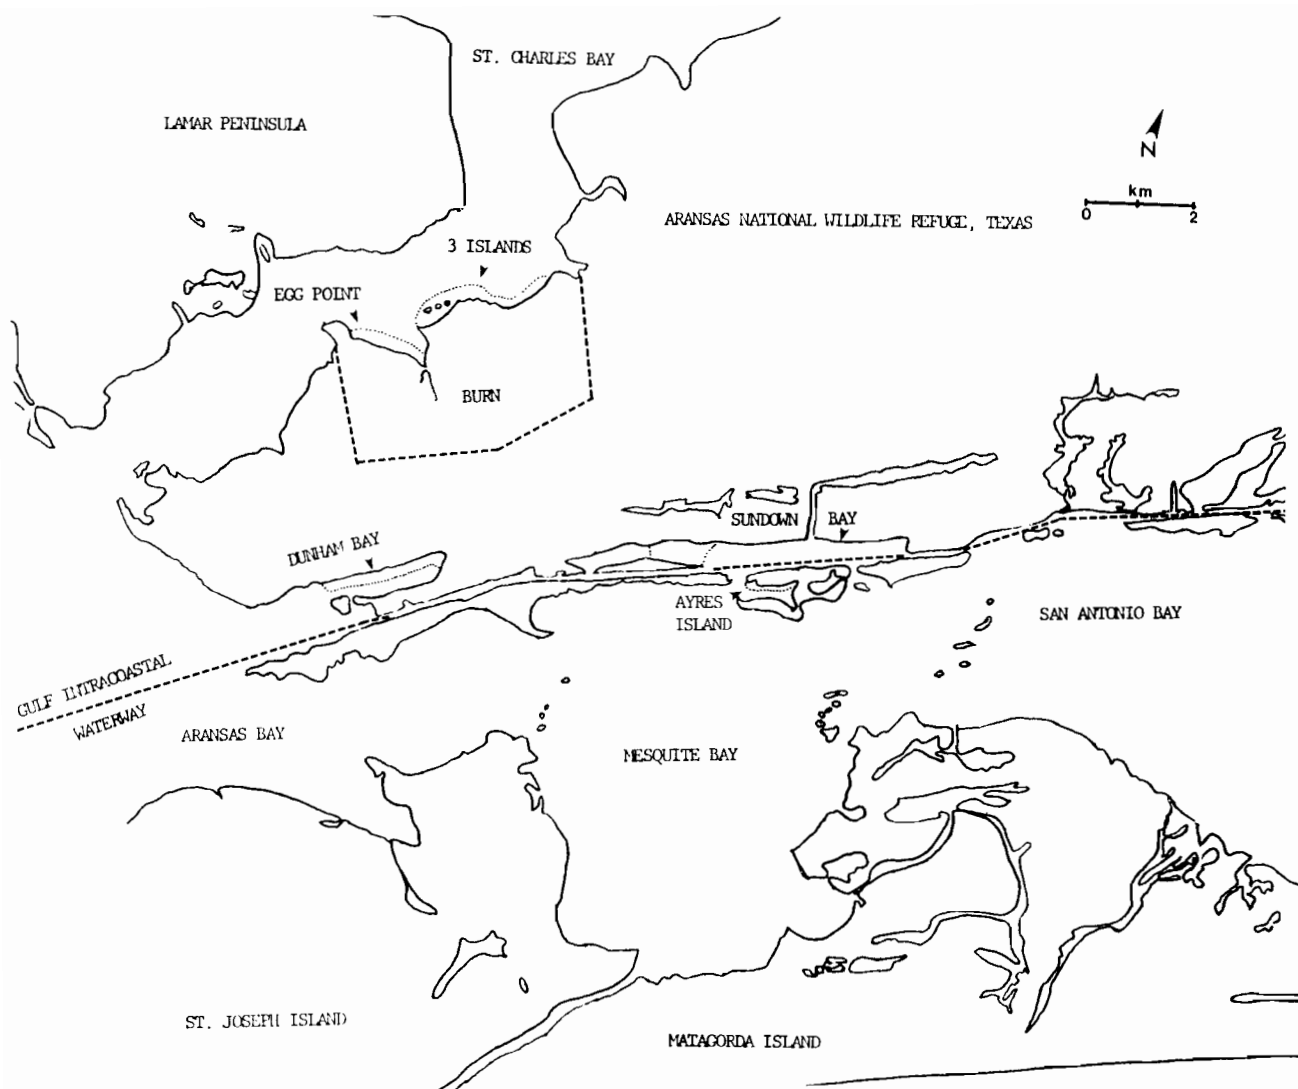 ST. CHARLES BAY
LAMAR PENINSULA
N
km
0 2
ARANSAS NATIONAL WILDLIFE REFUGE, TEXAS
3 ISLANDS
EGG POINT
BURN
SUNDOWN BAY
DUNHAM BAY
AYRES
ISLAND
SAN ANTONIO BAY
GULF INTRACOASTAL
WATERWAY
ARANSAS BAY
MESQUITE BAY
ST. JOSEPH ISLAND
MATAGORDA ISLAND